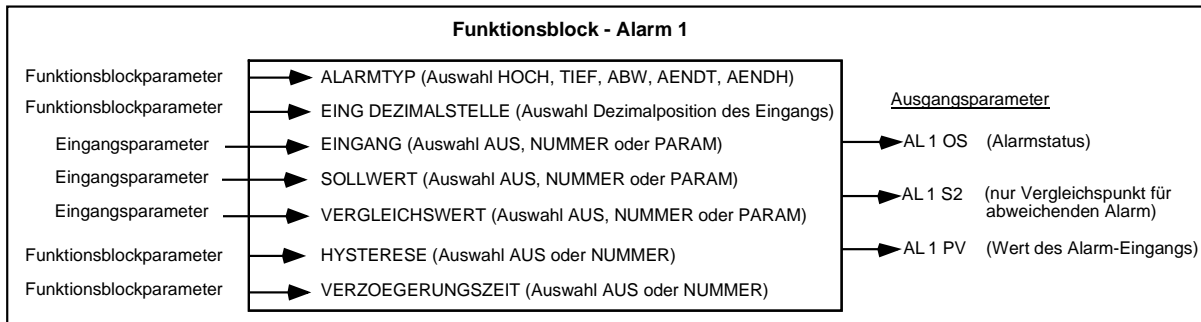 Funktionsblock - Alarm 1
Funktionsblockparameter ALARMTYP (Auswahl HOCH, TIEF, ABW, AENDT, AENDH)
Funktionsblockparameter EING DEZIMALSTELLE (Auswahl Dezimalposition des Eingangs)
Eingangsparameter EINGANG (Auswahl AUS, NUMMER oder PARAM)
Eingangsparameter SOLLWERT (Auswahl AUS, NUMMER oder PARAM)
Eingangsparameter VERGLEICHSWERT (Auswahl AUS, NUMMER oder PARAM)
Funktionsblockparameter HYSTERESE (Auswahl AUS oder NUMMER)
Funktionsblockparameter VERZOEGERUNGSZEIT (Auswahl AUS oder NUMMER)
Ausgangsparameter
AL 1 OS (Alarmstatus)
AL 1 S2 (nur Vergleichspunkt für
abweichenden Alarm)
AL 1 PV (Wert des Alarm-Eingangs)